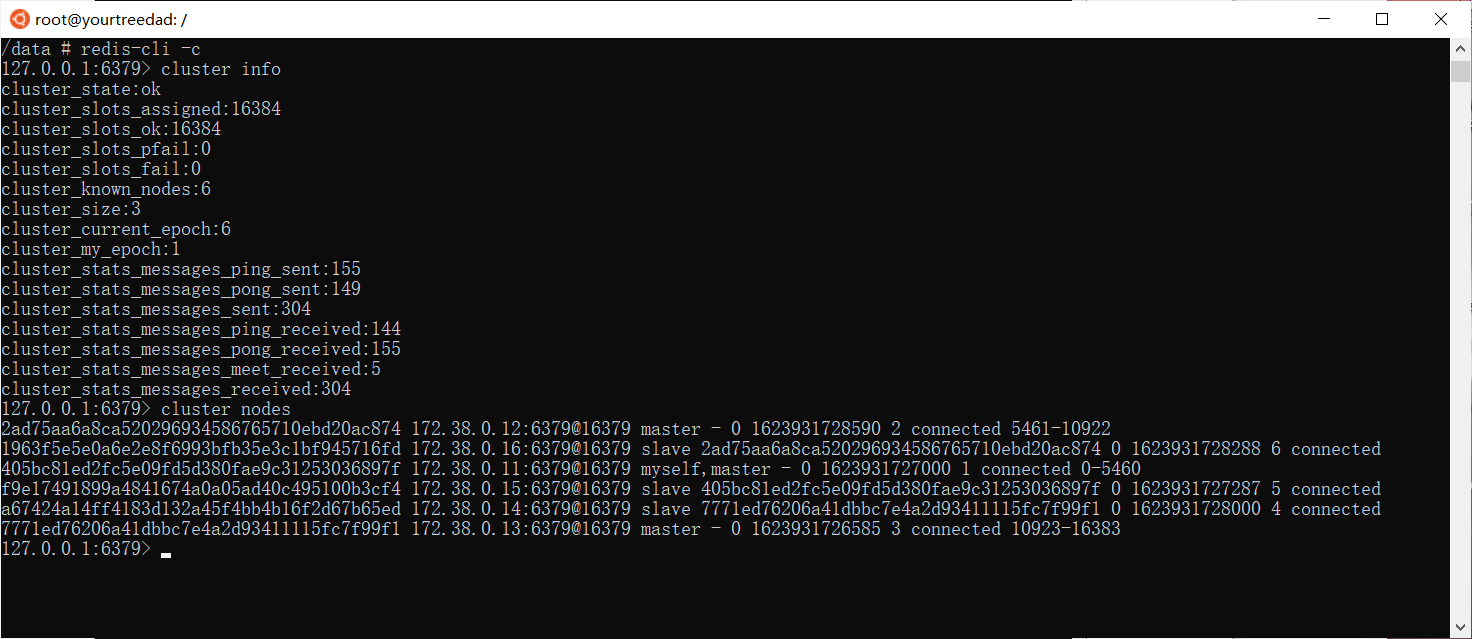 root@yourtreedad: /
/data # redis-cli -c
127.0.0.1:6379> cluster info
cluster_state:ok
cluster_slots_assigned:16384
cluster_slots_ok:16384
cluster_slots_pfail:0
cluster_slots_fail:0
cluster_known_nodes:6
cluster_size:3
cluster_current_epoch:6
cluster_my_epoch:1
cluster_stats_messages_ping_sent:155
cluster_stats_messages_pong_sent:149
cluster_stats_messages_sent:304
cluster_stats_messages_ping_received:144
cluster_stats_messages_pong_received:155
cluster_stats_messages_meet_received:5
cluster_stats_messages_received:304
127.0.0.1:6379> cluster nodes
2ad75aa6a8ca520296934586765710ebd20ac874 172.38.0.12:6379@16379 master - 0 1623931728590 2 connected 5461-10922
1963f5e5e0a6e2e8f6993bfb35e3c1bf945716fd 172.38.0.16:6379@16379 slave 2ad75aa6a8ca520296934586765710ebd20ac874 0 1623931728288 6 connected
405bc81ed2fc5e09fd5d380fae9c31253036897f 172.38.0.11:6379@16379 myself,master - 0 1623931727000 1 connected 0-5460
f9e17491899a4841674a0a05ad40c495100b3cf4 172.38.0.15:6379@16379 slave 405bc81ed2fc5e09fd5d380fae9c31253036897f 0 1623931727287 5 connected
a67424a14ff4183d132a45f4bb4b16f2d67b65ed 172.38.0.14:6379@16379 slave 7771ed76206a41dbbc7e4a2d93411115fc7f99f1 0 1623931728000 4 connected
7771ed76206a41dbbc7e4a2d93411115fc7f99f1 172.38.0.13:6379@16379 master - 0 1623931726585 3 connected 10923-16383
127.0.0.1:6379>